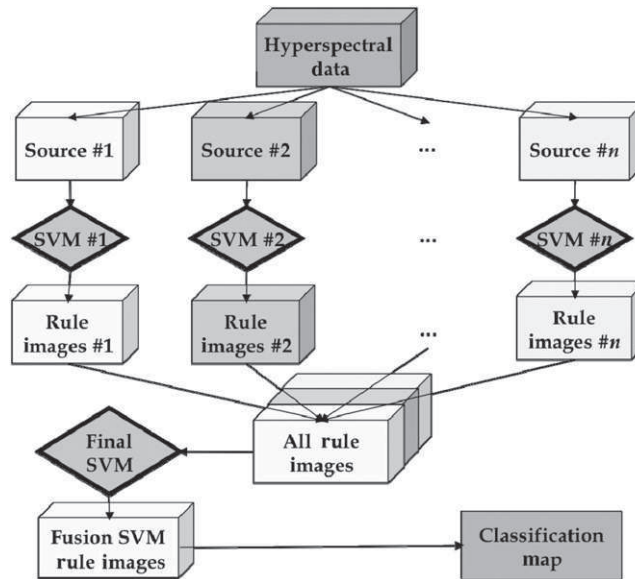 Hyperspectral
data
Source #1
Source #2
...
Source #n
SVM #1
SVM #2
...
SVM #n
Rule
images #1
Rule
images #2
...
Rule
images #n
All rule
images
Final
SVM
Fusion SVM
rule images
Classification
map